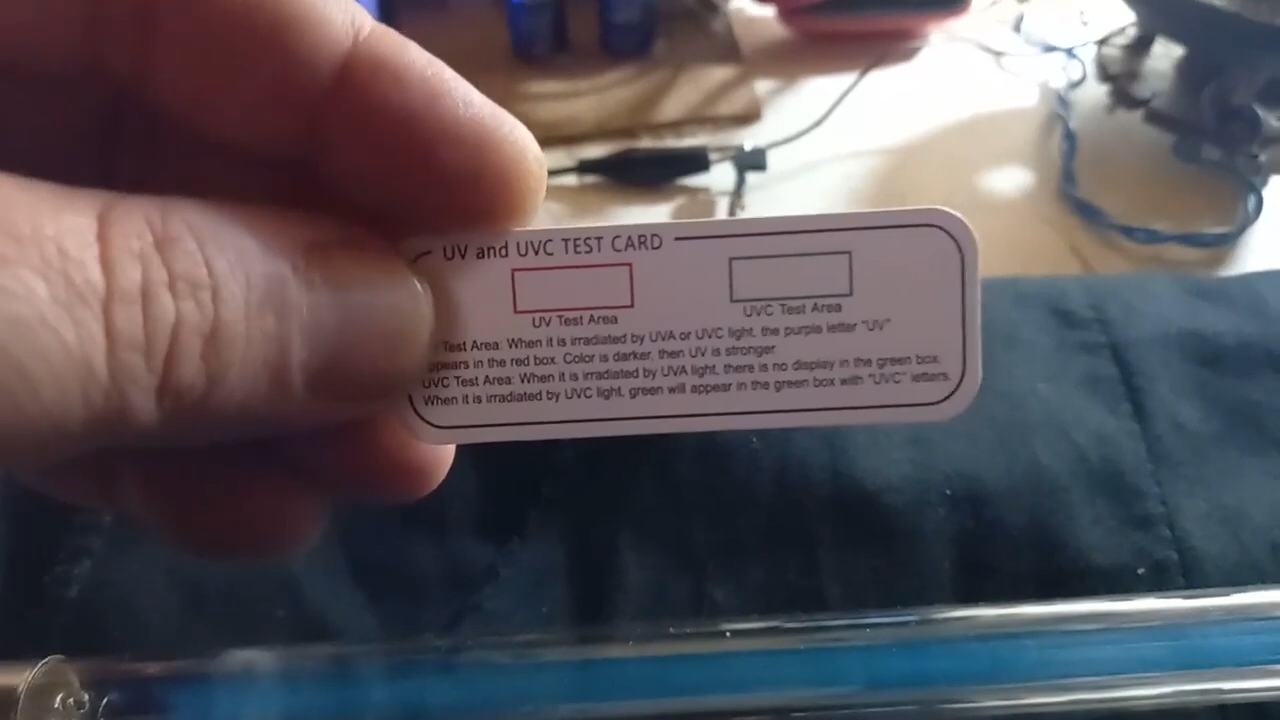 UV and UVC TEST CARD
UV Test Area
UVC Test Area
Test Area: When it is irradiated by UVA or UVC light, the purple letter "UV"
in the red box. Color is darker, then UV is stronger
UVC Test Area: When it is irradiated by UVA light, there is no display in the green box.
When it is irradiated by UVC light, green will appear in the green box with "UVC" letters.